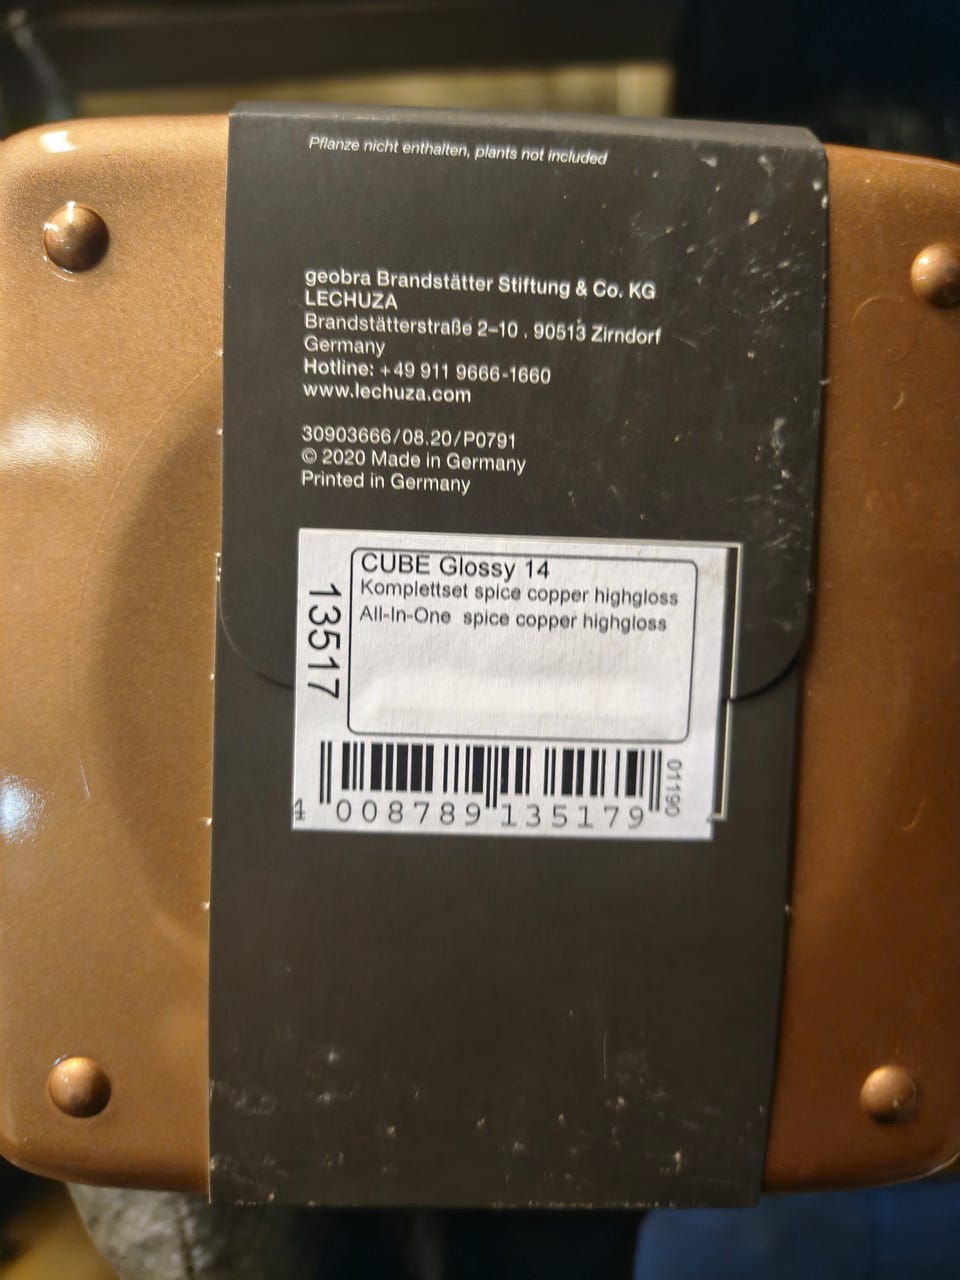 Pflanze nicht enthalten, plants not included
geobra Brandstätter Stiftung & Co. KG
LECHUZA
Brandstätterstraße 2–10 . 90513 Zirndorf
Germany
Hotline: +49 911 9666-1660
www.lechuza.com
30903666/08.20/P0791
© 2020 Made in Germany
Printed in Germany
CUBE Glossy 14
Komplettset spice copper highgloss
All-In-One spice copper highgloss
13517
01190
4 008789 135179